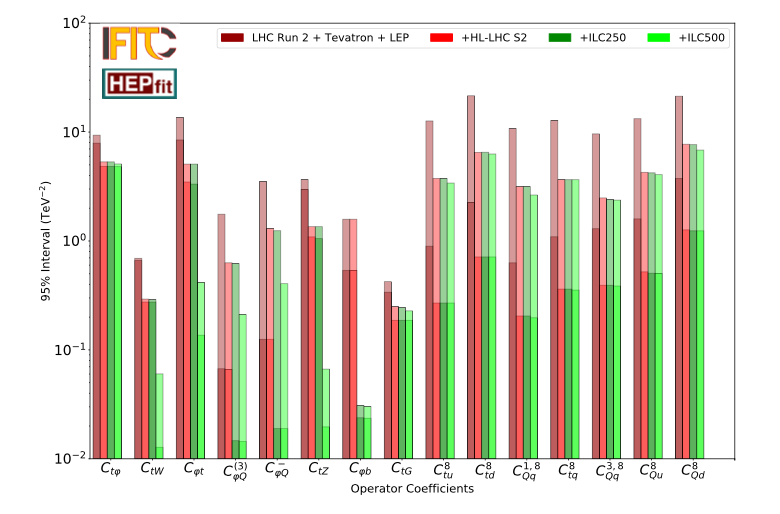 10²
IFIT
HEPfit
LHC Run 2 + Tevatron + LEP +HL-LHC S2 +ILC250 +ILC500
10¹
10⁰
10⁻¹
10⁻²
95% Interval (TeV⁻²)
C_tφ C_tW C_φt C_φQ^(3) C_φQ^− C_tZ C_φb C_tG C_tu^8 C_td^8 C_Qq^1,8 C_tq^8 C_Qq^3,8 C_Qu^8 C_Qd^8
Operator Coefficients